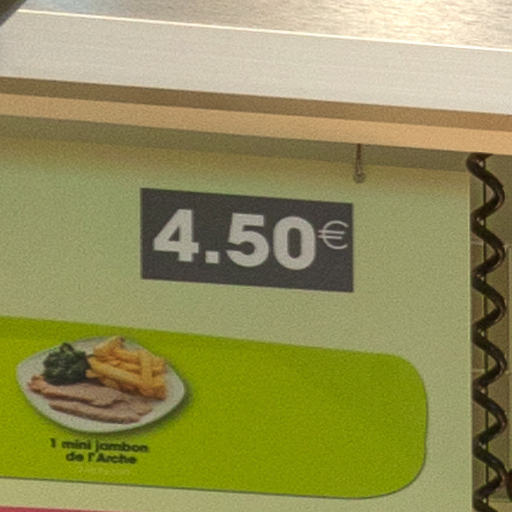 4.50€
1 mini jambon
de l'Arche